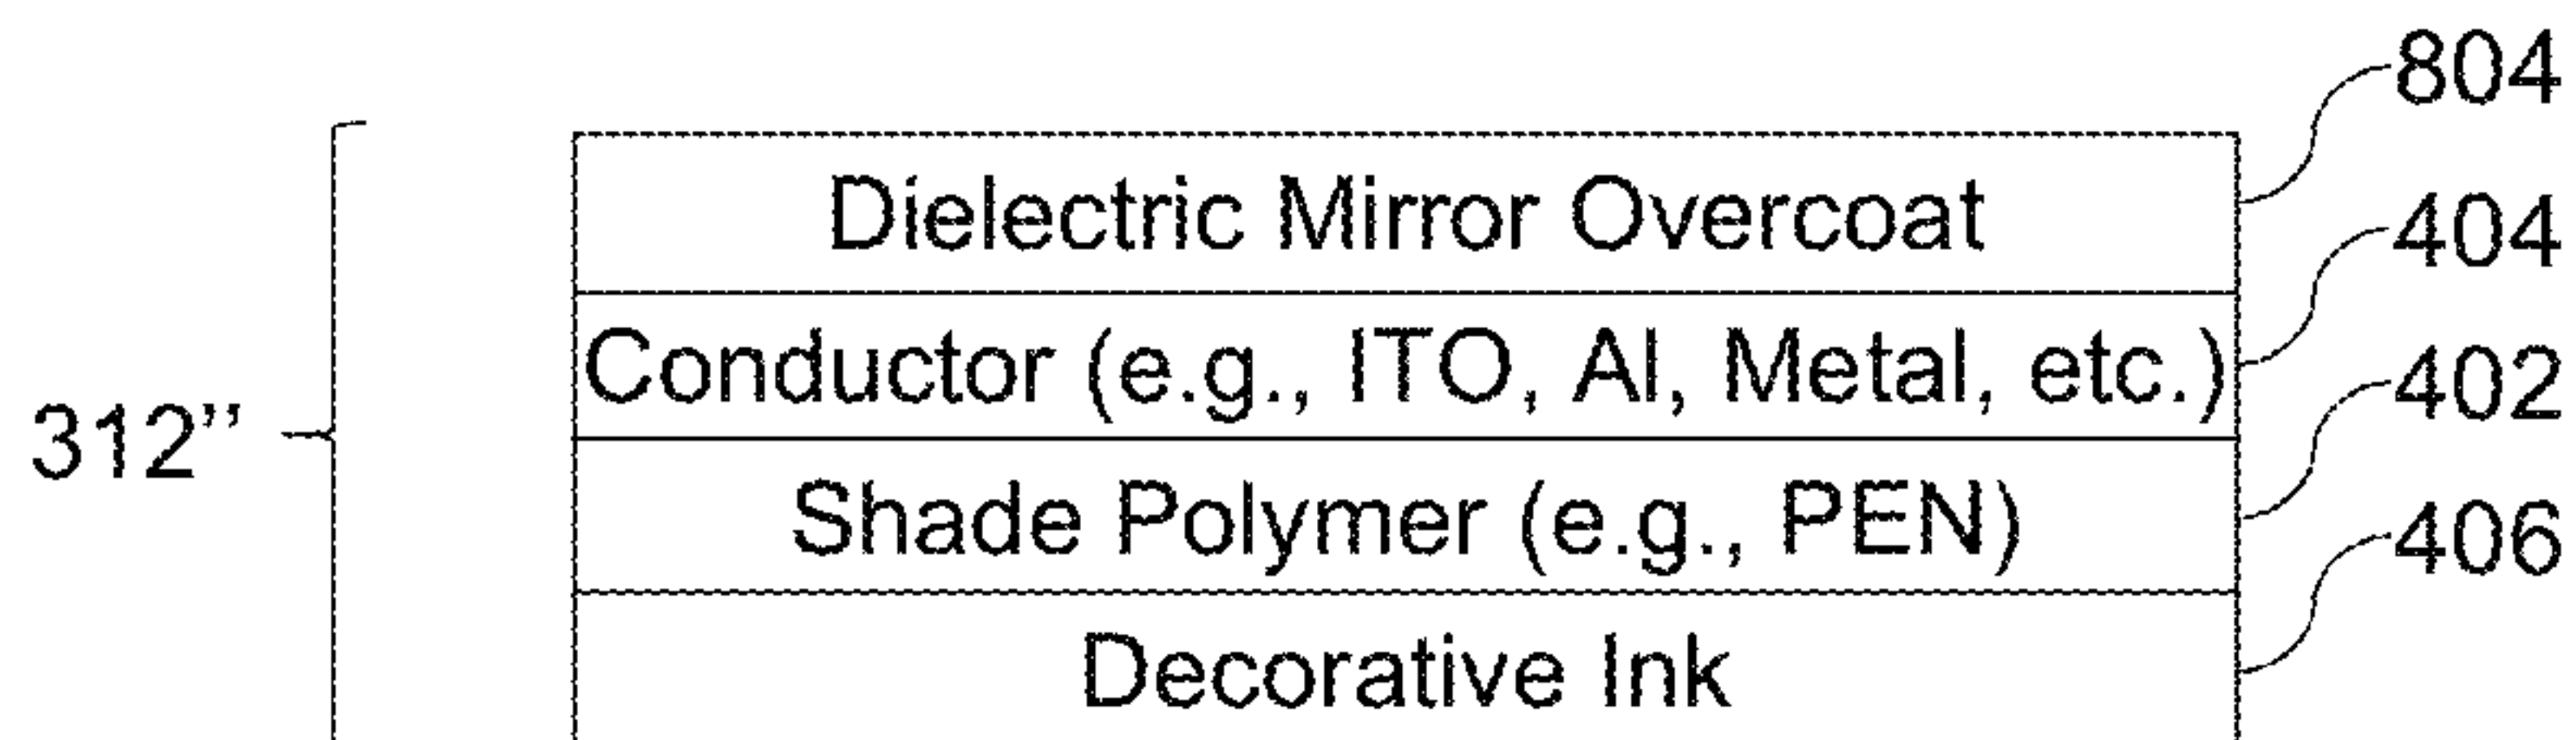 804
Dielectric Mirror Overcoat
404
Conductor (e.g., ITO, Al, Metal, etc.)
402
312”
Shade Polymer (e.g., PEN)
406
Decorative Ink